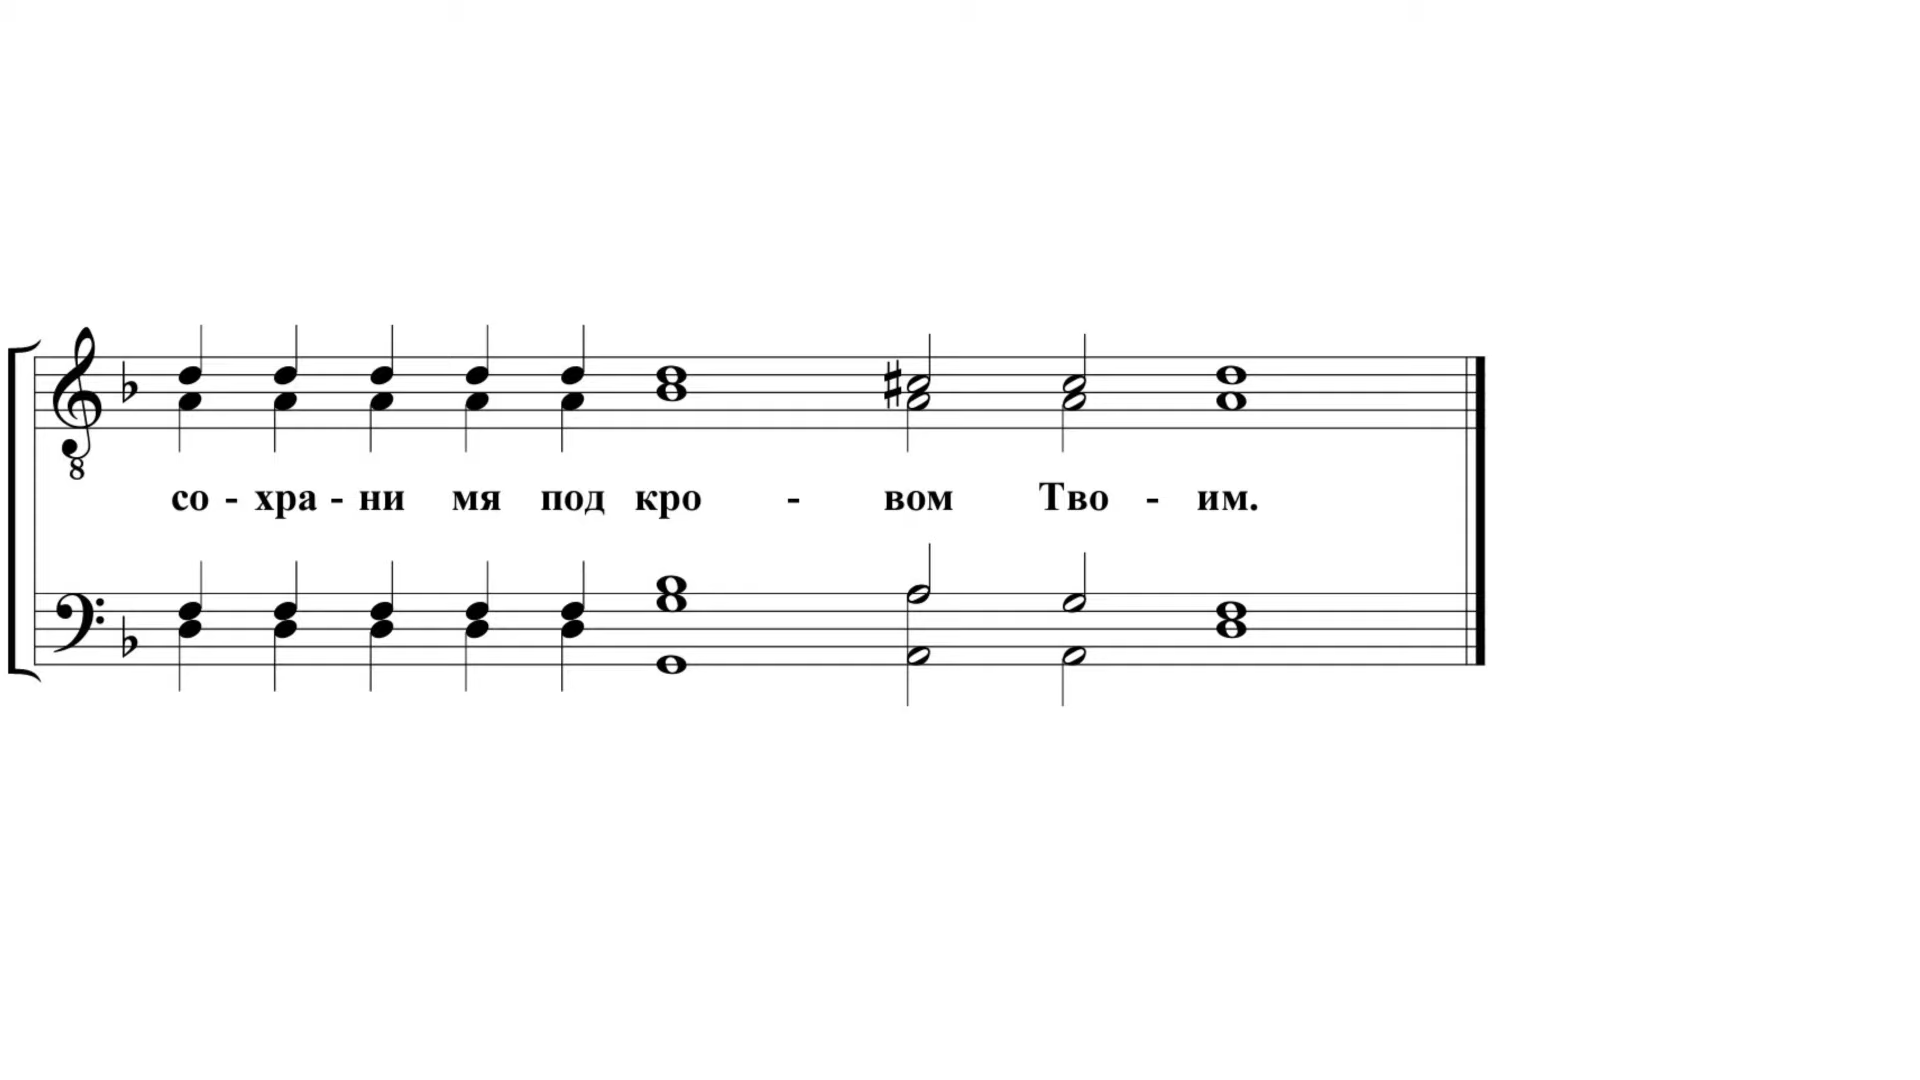 со - хра - ни мя под кро - вом Тво - им.